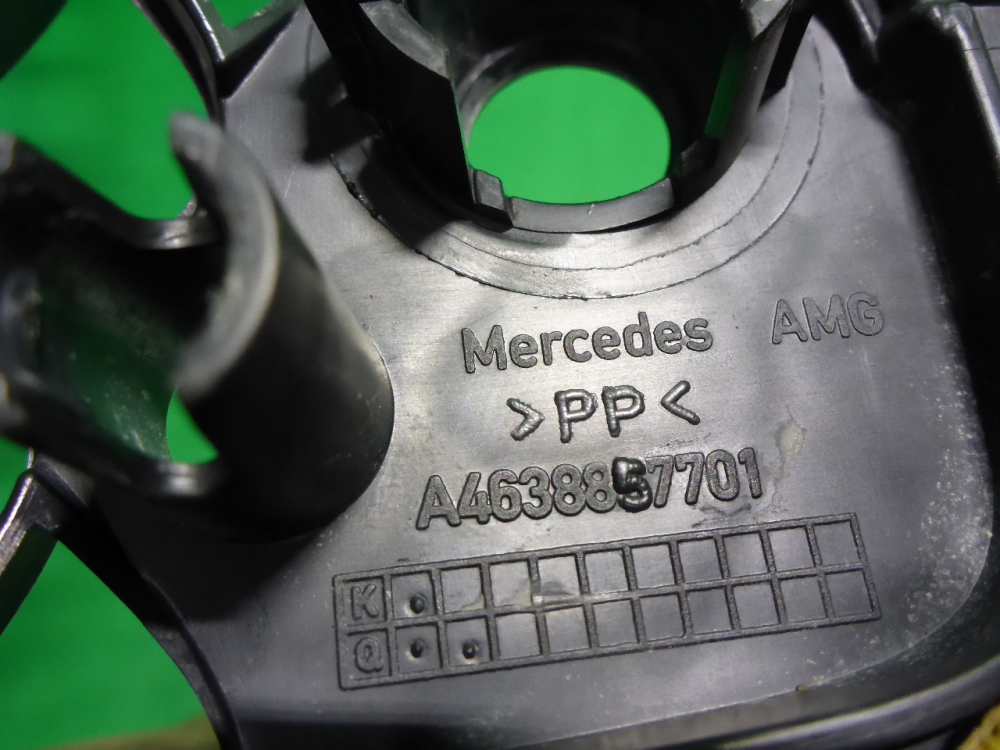 Mercedes AMG
>PP<
A4638857701
K
Q